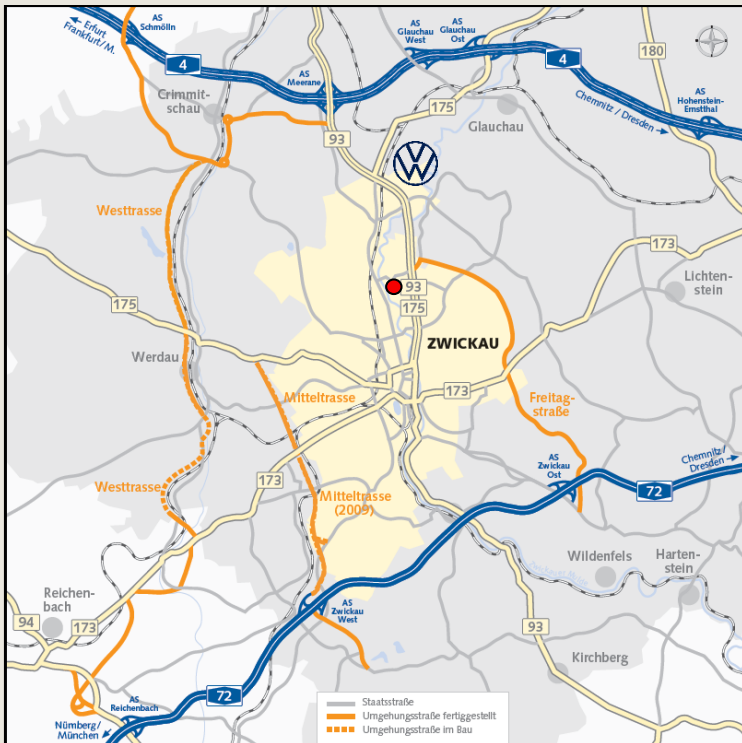 AS
Schmölln
Erfurt
Frankfurt/M.
4
AS
Meerane
AS
Glauchau
West
AS
Glauchau
Ost
4
180
AS
Hohenstein-
Ernstthal
Chemnitz / Dresden
Crimmit-
schau
93
175
Glauchau
Westtrasse
173
175
93
175
Lichten-
stein
ZWICKAU
Werdau
Mitteltrasse
173
Freitag-
straße
AS
Zwickau
Ost
Chemnitz/
Dresden
72
Westtrasse
173
Mitteltrasse
(2009)
Wildenfels
Harten-
stein
Reichen-
bach
94
173
AS
Zwickau
West
93
Kirchberg
72
AS
Reichenbach
Nürnberg/
München
Staatsstraße
Umgehungsstraße fertiggestellt
Umgehungsstraße im Bau